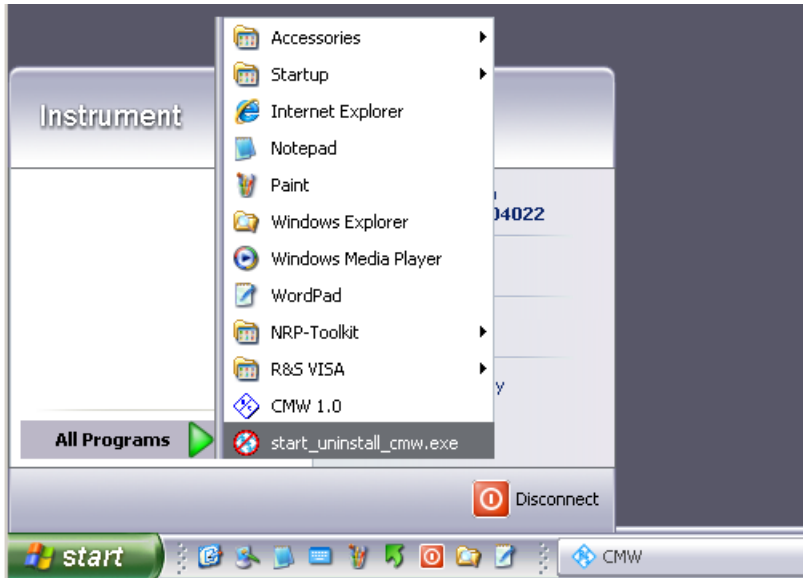 Instrument
Accessories
Startup
Internet Explorer
Notepad
Paint
Windows Explorer
Windows Media Player
WordPad
NRP-Toolkit
R&S VISA
CMW 1.0
start_uninstall_cmw.exe
04022
y
All Programs
Disconnect
start
CMW